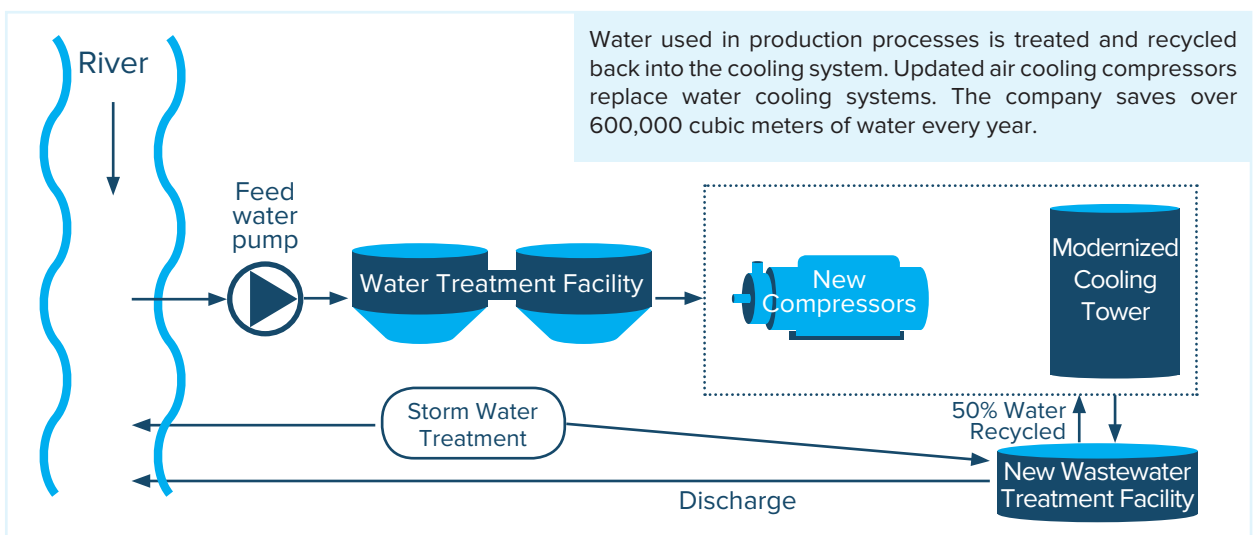 Water used in production processes is treated and recycled
back into the cooling system. Updated air cooling compressors
replace water cooling systems. The company saves over
600,000 cubic meters of water every year.
River
Feed
water
pump
Water Treatment Facility
New
Compressors
Modernized
Cooling
Tower
Storm Water
Treatment
50% Water
Recycled
New Wastewater
Treatment Facility
Discharge